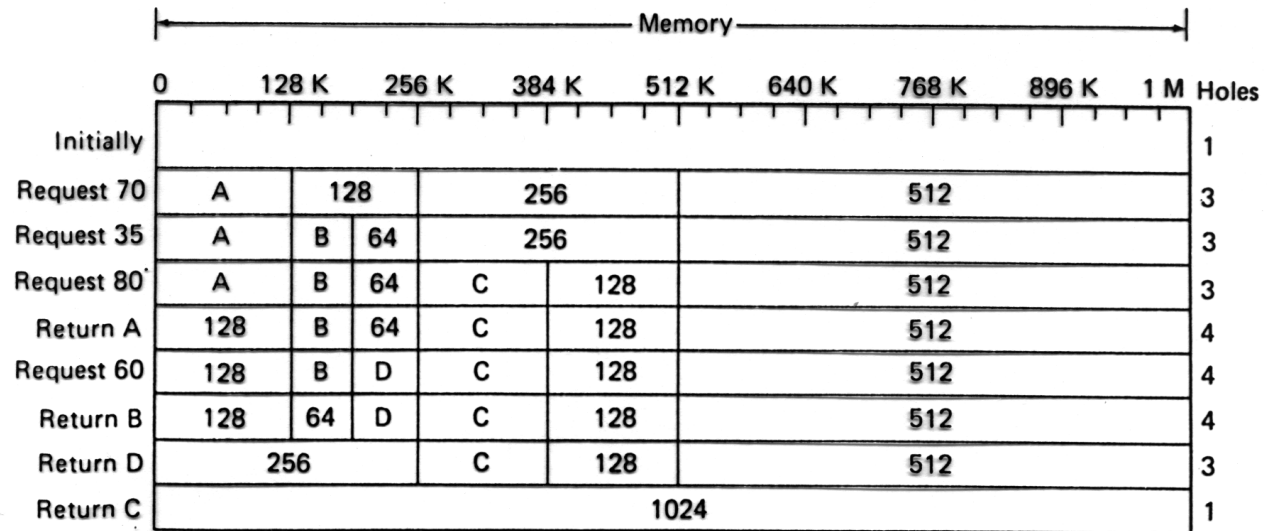 Memory
0 128 K 256 K 384 K 512 K 640 K 768 K 896 K 1 M Holes
Initially 1
Request 70 A 128 256 512 3
Request 35 A B 64 256 512 3
Request 80 A B 64 C 128 512 3
Return A 128 B 64 C 128 512 4
Request 60 128 B D C 128 512 4
Return B 128 64 D C 128 512 4
Return D 256 C 128 512 3
Return C 1024 1